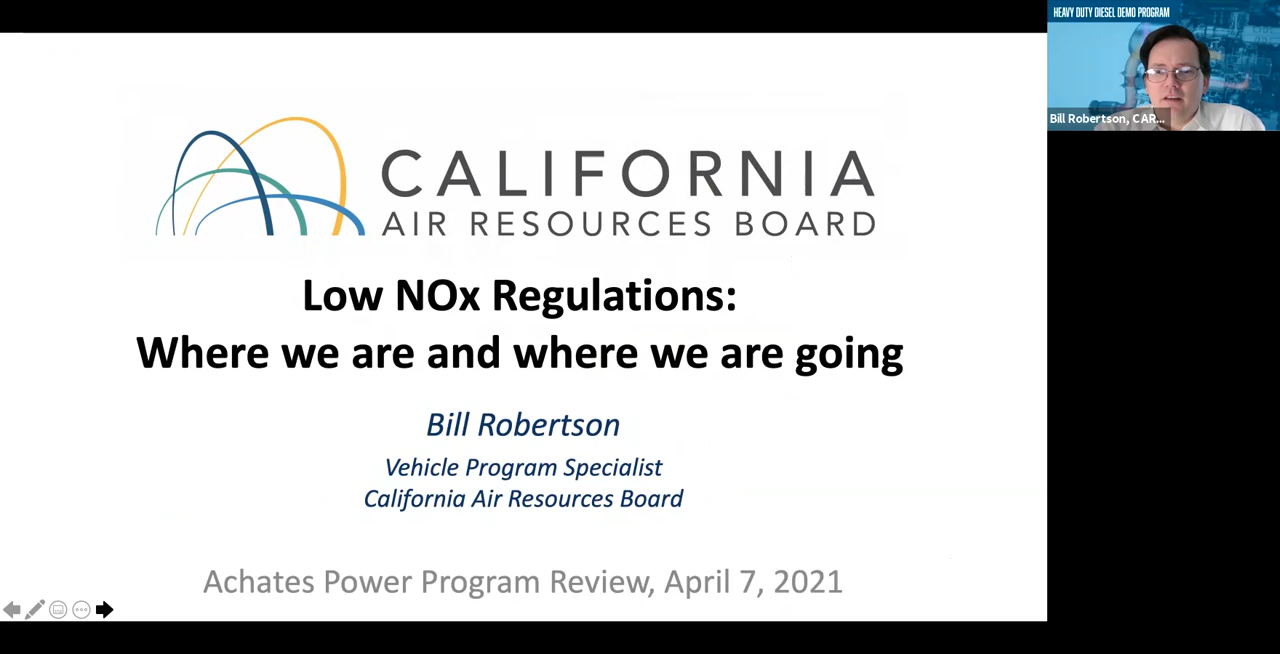 HEAVY DUTY DIESEL DEMO PROGRAM
Bill Robertson, CAR...
CALIFORNIA
AIR RESOURCES BOARD
Low NOx Regulations:
Where we are and where we are going
Bill Robertson
Vehicle Program Specialist
California Air Resources Board
Achates Power Program Review, April 7, 2021